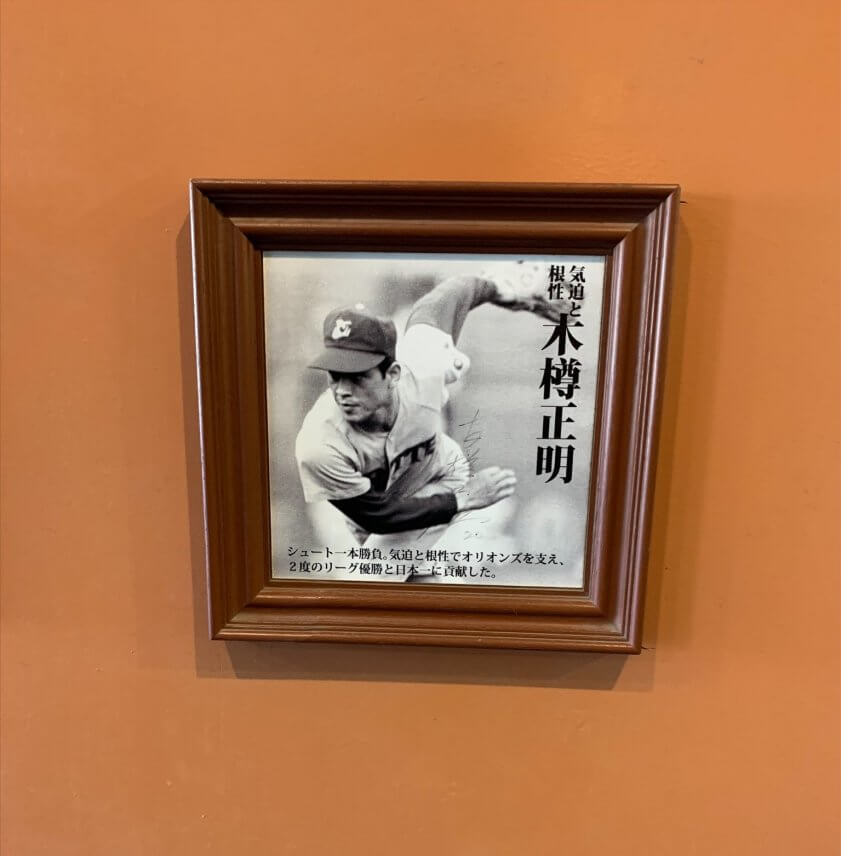 気迫と
根性
木樽正明
シュート一本勝負。気迫と根性でオリオンズを支え、
２度のリーグ優勝と日本一に貢献した。